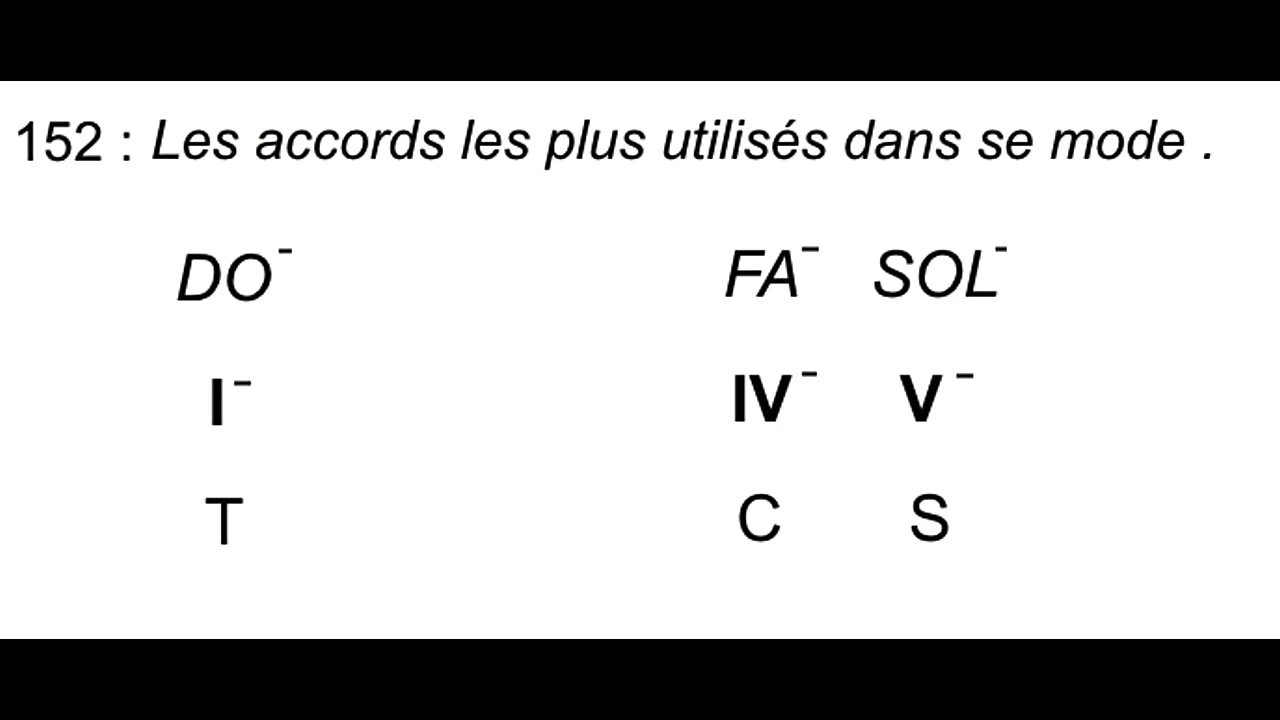 152 : Les accords les plus utilisés dans se mode .
DO⁻ FA⁻ SOL⁻
I⁻ IV⁻ V⁻
T C S